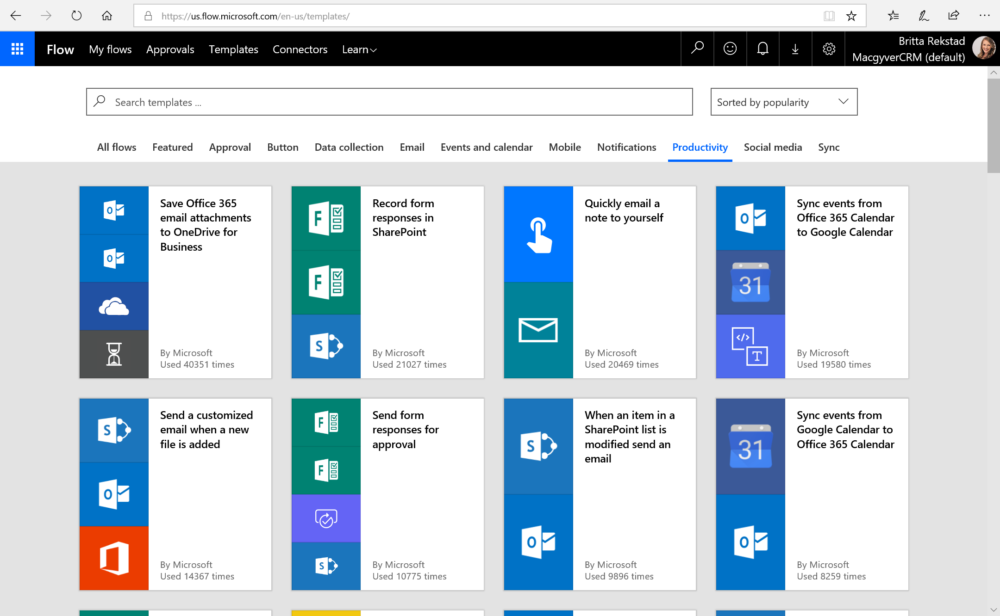 https://us.flow.microsoft.com/en-us/templates/
Flow My flows Approvals Templates Connectors Learn
Britta Rekstad
MacgyverCRM (default)
Search templates ...
Sorted by popularity
All flows Featured Approval Button Data collection Email Events and calendar Mobile Notifications Productivity Social media Sync
Save Office 365
email attachments
to OneDrive for
Business
By Microsoft
Used 40351 times
Record form
responses in
SharePoint
By Microsoft
Used 21027 times
Quickly email a
note to yourself
By Microsoft
Used 20469 times
31
Sync events from
Office 365 Calendar
to Google Calendar
By Microsoft
Used 19580 times
Send a customized
email when a new
file is added
By Microsoft
Used 14367 times
Send form
responses for
approval
By Microsoft
Used 10775 times
When an item in a
SharePoint list is
modified send an
email
By Microsoft
Used 9896 times
31
Sync events from
Google Calendar to
Office 365 Calendar
By Microsoft
Used 8259 times